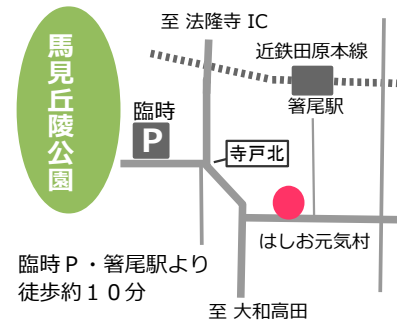 至 法隆寺 IC
近鉄田原本線
箸尾駅
馬見丘陵公園
臨時
P
寺戸北
はしお元気村
臨時P・箸尾駅より
徒歩約10分
至 大和高田